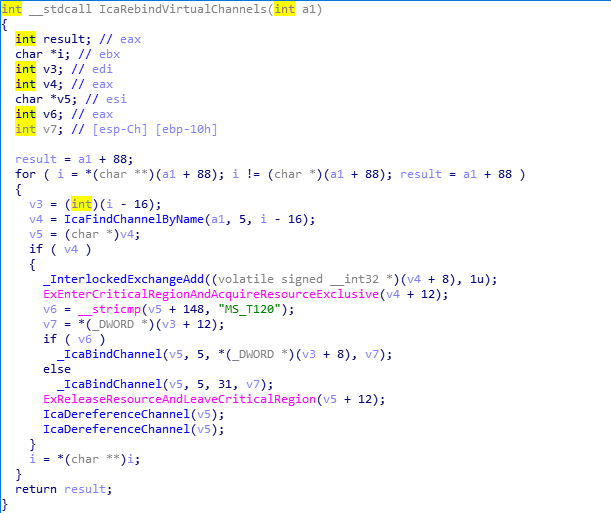 int __stdcall IcaRebindVirtualChannels(int a1)
{
int result; // eax
char *i; // ebx
int v3; // edi
int v4; // eax
char *v5; // esi
int v6; // eax
int v7; // [esp-Ch] [ebp-10h]
result = a1 + 88;
for ( i = *(char **)(a1 + 88); i != (char *)(a1 + 88); result = a1 + 88 )
{
v3 = (int)(i - 16);
v4 = IcaFindChannelByName(a1, 5, i - 16);
v5 = (char *)v4;
if ( v4 )
{
_InterlockedExchangeAdd((volatile signed __int32 *)(v4 + 8), 1u);
ExEnterCriticalRegionAndAcquireResourceExclusive(v4 + 12);
v6 = __stricmp(v5 + 148, "MS_T120");
v7 = *(_DWORD *)(v3 + 12);
if ( v6 )
_IcaBindChannel(v5, 5, *(_DWORD *)(v3 + 8), v7);
else
_IcaBindChannel(v5, 5, 31, v7);
ExReleaseResourceAndLeaveCriticalRegion(v5 + 12);
IcaDereferenceChannel(v5);
IcaDereferenceChannel(v5);
}
i = *(char **)i;
}
return result;
}